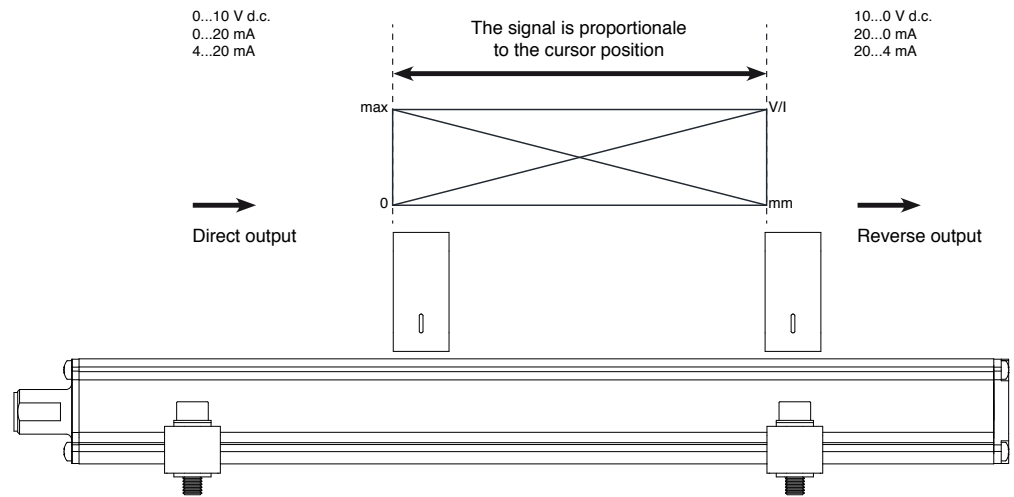 0...10 V d.c.
0...20 mA
4...20 mA
The signal is proportionale
to the cursor position
10...0 V d.c.
20...0 mA
20...4 mA
max
V/I
0
mm
Direct output
Reverse output